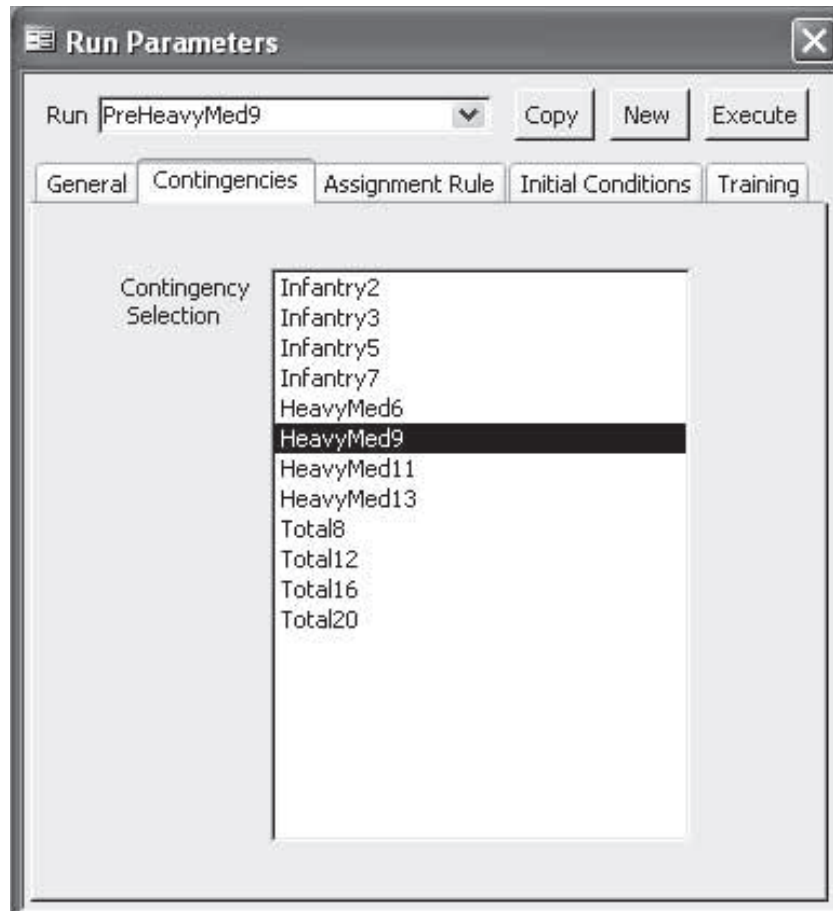 Run Parameters
Run PreHeavyMed9 Copy New Execute
General Contingencies Assignment Rule Initial Conditions Training
Contingency
Selection
Infantry2
Infantry3
Infantry5
Infantry7
HeavyMed6
HeavyMed9
HeavyMed11
HeavyMed13
Total8
Total12
Total16
Total20